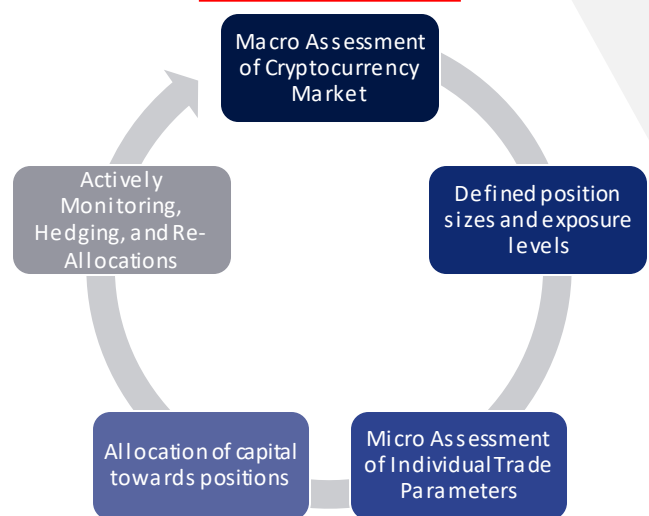 Macro Assessment
of Cryptocurrency
Market
Defined position
sizes and exposure
levels
Micro Assessment
of Individual Trade
Parameters
Allocation of capital
towards positions
Actively
Monitoring,
Hedging, and Re-
Allocations